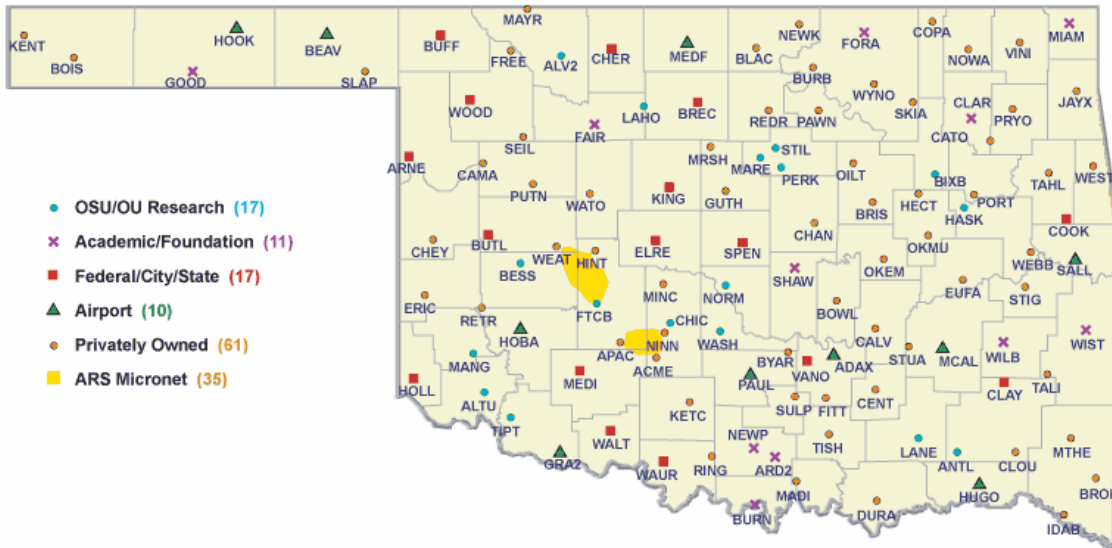 MAYR
KENT
HOOK
BEAV
BUFF
NEWK
FORA
COPA
MIAM
BOIS
FREE
ALV2
CHER
MEDF
BLAC
NOWA
VINI
GOOD
SLAP
BURB
WYNO
JAYX
WOOD
LAHO
BREC
REDR
PAWN
SKIA
CLAR
PRYO
FAIR
CATO
SEIL
MRSH
STIL
ARNE
CAMA
MARE
PERK
OILT
BIXB
TAHL
WEST
PUTN
WATO
KING
GUTH
HECT
PORT
OSU/OU Research (17)
BRIS
HASK
Academic/Foundation (11)
CHAN
COOK
BUTL
CHEY
WEAT
HINT
ELRE
SPEN
OKMU
Federal/City/State (17)
BESS
SHAW
OKEM
WEBB
SALL
ERIC
MINC
NORM
EUFA
STIG
Airport (10)
RETR
FTCB
BOWL
CHIC
HOBA
NINN
WASH
CALV
WILB
WIST
Privately Owned (61)
APAC
STUA
MANG
ACME
BYAR
VANO
ADAX
MCAL
ARS Micronet (35)
HOLL
MEDI
PAUL
TALI
ALTU
SULP
FITT
CENT
CLAY
KETC
TIPT
WALT
NEWP
TISH
LANE
ANTL
CLOU
MTHE
GRA2
WAUR
RING
ARD2
MADI
HUGO
BROK
BURN
DURA
IDAB